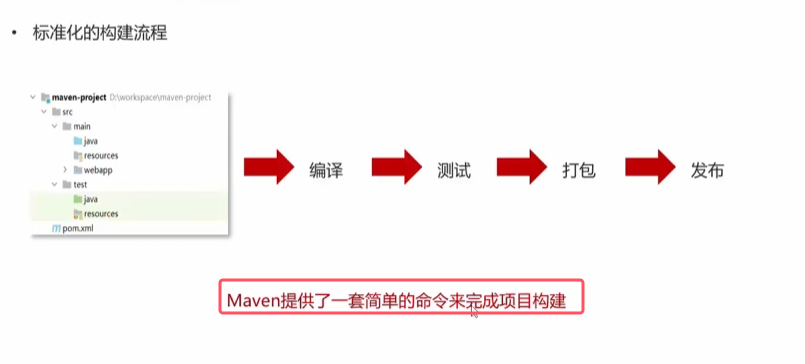 • 标准化的构建流程
maven-project D:\workspace\maven-project
src
main
java
resources
webapp
test
java
resources
pom.xml
编译
测试
打包
发布
Maven提供了一套简单的命令来完成项目构建